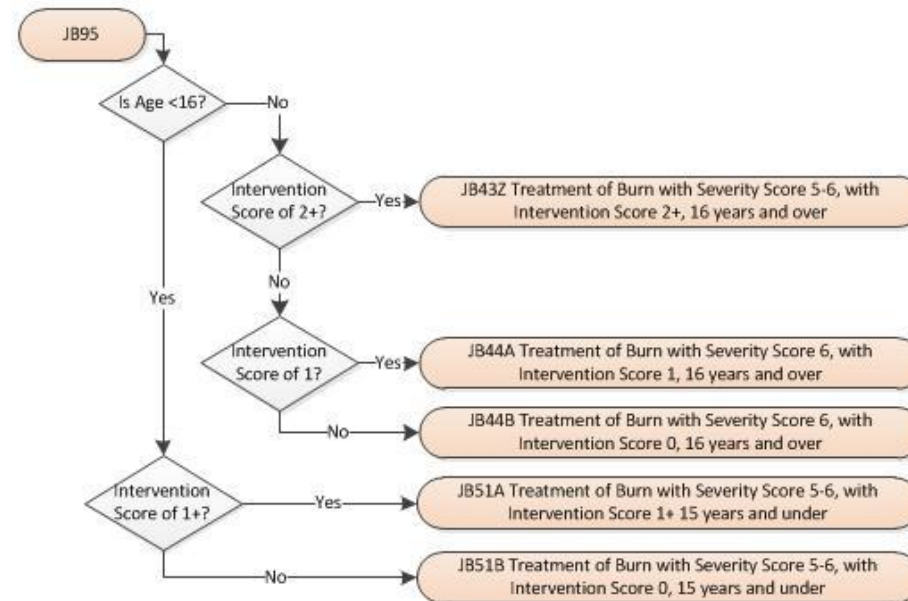 JB95
Is Age <16?
No
Intervention
Score of 2+?
Yes
JB43Z Treatment of Burn with Severity Score 5-6, with
Intervention Score 2+, 16 years and over
No
Yes
Intervention
Score of 1?
Yes
JB44A Treatment of Burn with Severity Score 6, with
Intervention Score 1, 16 years and over
No
JB44B Treatment of Burn with Severity Score 6, with
Intervention Score 0, 16 years and over
Intervention
Score of 1+?
Yes
JB51A Treatment of Burn with Severity Score 5-6, with
Intervention Score 1+ 15 years and under
No
JB51B Treatment of Burn with Severity Score 5-6, with
Intervention Score 0, 15 years and under